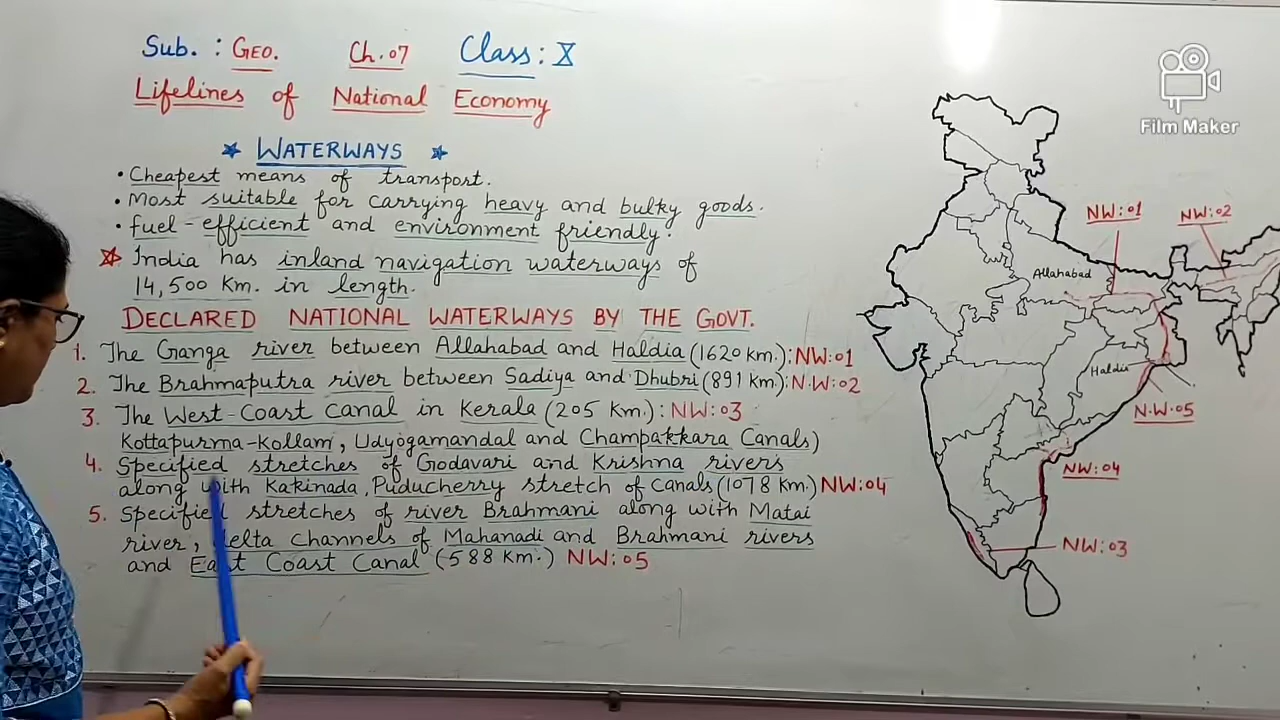 Sub. : GEO. Ch.07 Class: X
Lifelines of National Economy
WATERWAYS
• Cheapest means of transport.
• Most suitable for carrying heavy and bulky goods.
• fuel-efficient and environment friendly.
India has inland navigation waterways of
14,500 Km. in length.
DECLARED NATIONAL WATERWAYS BY THE GOVT.
1. The Ganga river between Allahabad and Haldia (1620 km.): NW:01
2. The Brahmaputra river between Sadiya and Dhubri (891 km): N.W:02
3. The West-Coast Canal in Kerala (205 Km.): NW:03
Kottapurma-Kollam, Udyogamandal and Champakkara Canals)
4. Specified stretches of Godavari and Krishna rivers
along with Kakinada, Puducherry stretch of Canals (1078 Km.) NW:04
5. Specified stretches of river Brahmani along with Matai
river, delta channels of Mahanadi and Brahmani rivers
and East Coast Canal (588 Km.) NW:05
Film Maker
NW:01
NW:02
Allahabad
Haldia
N.W.05
NW:04
NW:03